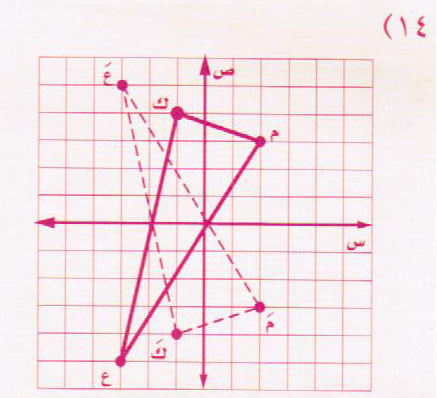 (١٤
ص
عَ
ك
م
س
مَ
كَ
ع